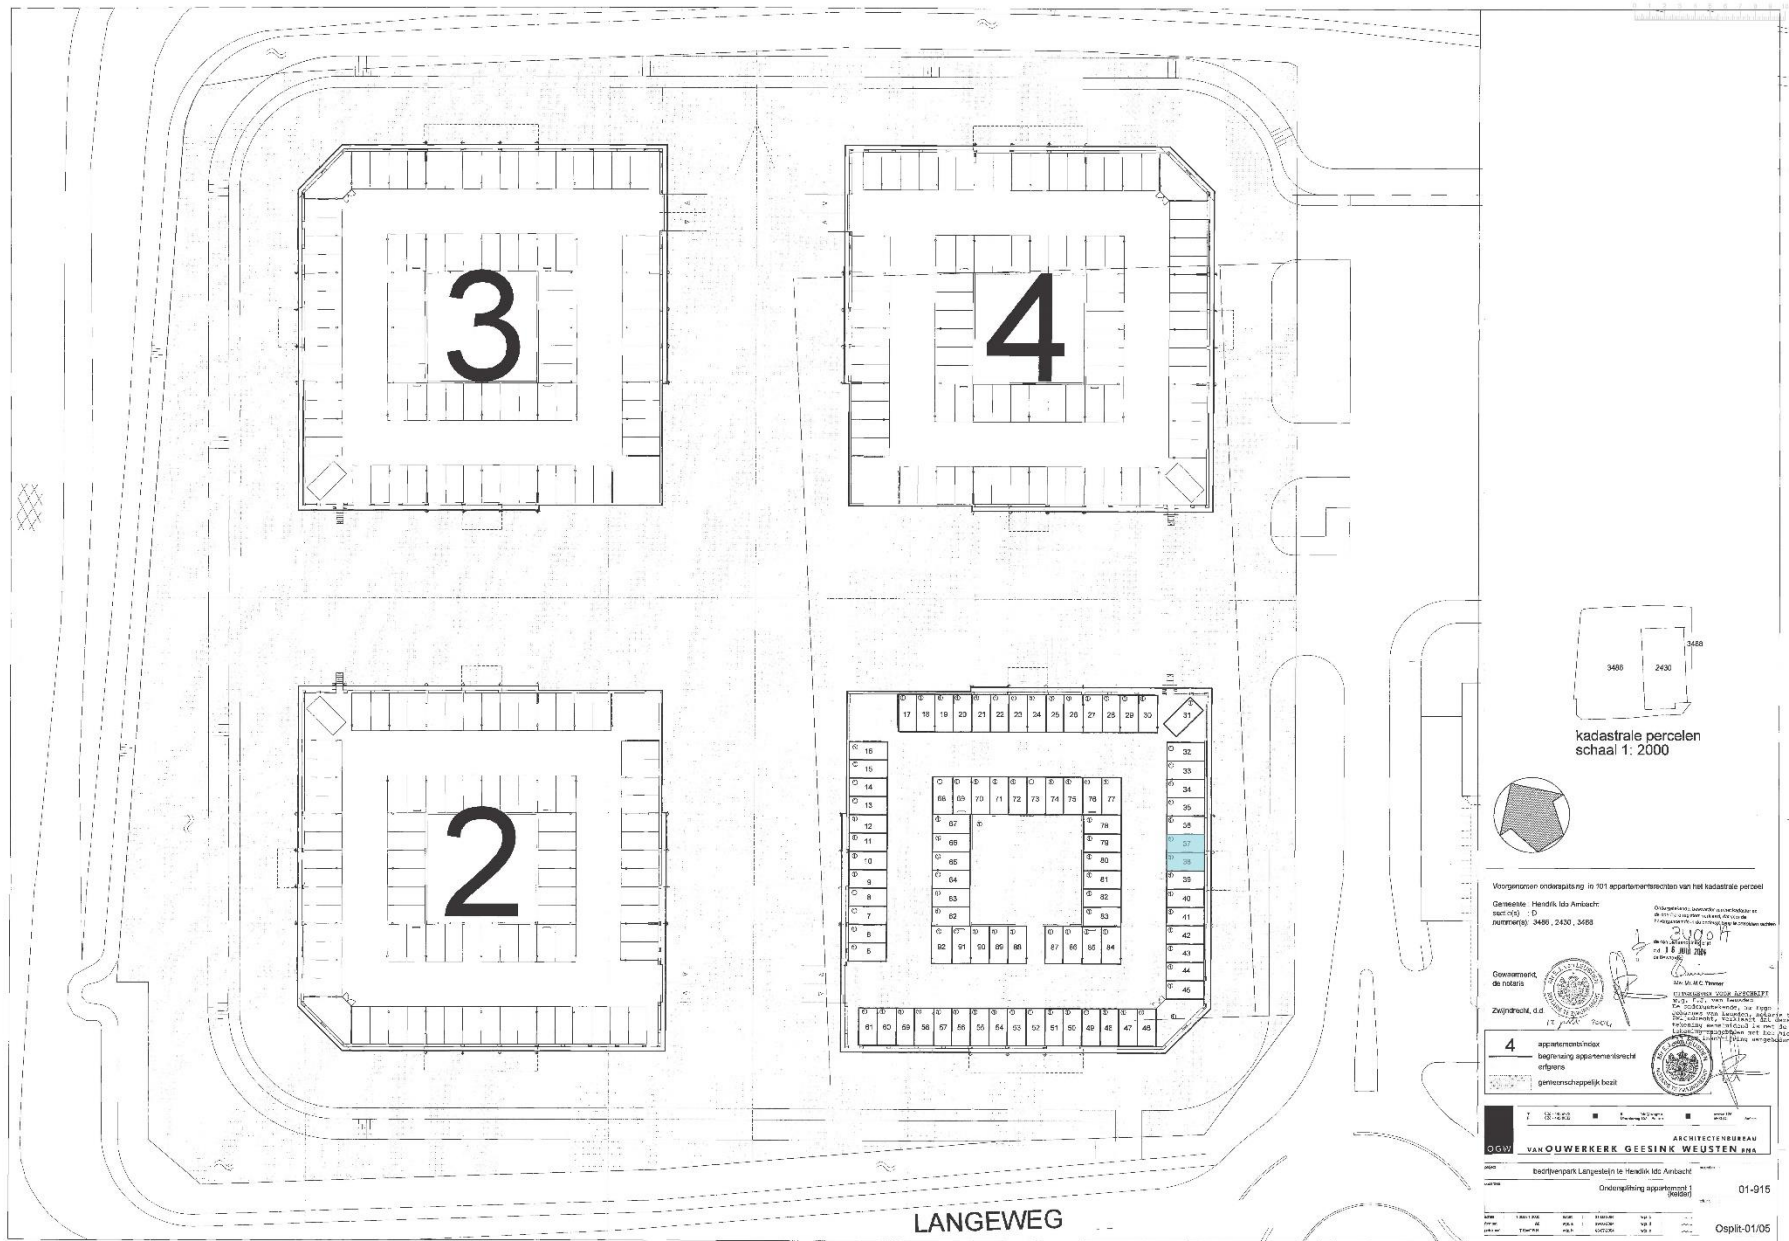 3
4
2
17 18 19 20 21 22 23 24 25 26 27 28 29 30
31
16
15
14
13
12
11
10
9
8
7
6
5
32
33
34
35
36
37
38
39
40
41
42
43
44
45
68 69 70 71 72 73 74 75 76 77
67
66
65
64
63
62
78
79
80
81
82
83
92 91 90 89 88 87 86 85 84
61 60 59 58 57 56 55 54 53 52 51 50 49 48 47 46
LANGEWEG
3486
3488
2430
kadastrale percelen
schaal 1: 2000
Voorgenomen ondersplitsing in 101 appartementsrechten van het kadastrale perceel
Gemeente : Hendrik Ido Ambacht
sectie(s) : D
nummer(s): 3486, 2430, 3488
Gewaarmerkt,
de notaris
Zwijndrecht, d.d.
4 appartementsindex
begrenzing appartementsrecht
erfgrens
gemeenschappelijk bezit
OGW
ARCHITECTENBUREAU
VAN OUWERKERK GEESINK WEUSTEN BNA
bedrijvenpark Langesteijn te Hendrik Ido Ambacht
Ondersplitsing appartement 1
(kelder)
01-915
Osplit-01/05